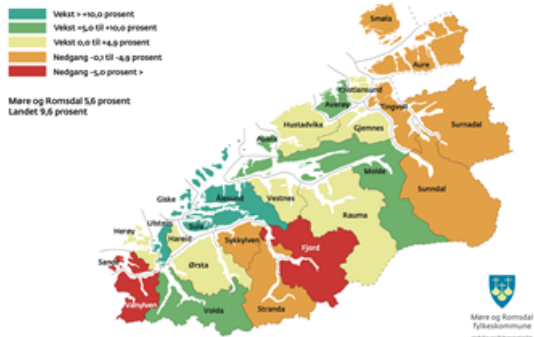 Vekst > +10,0 prosent
Vekst +5,0 til +10,0 prosent
Vekst 0,0 til +4,9 prosent
Nedgang -0,1 til -4,9 prosent
Nedgang -5,0 prosent >
Møre og Romsdal 5,6 prosent
Landet 9,6 prosent
Smøla
Aure
Kristiansund
Averøy
Tingvoll
Hustadvika
Gjemnes
Surnadal
Aukra
Molde
Sunndal
Giske
Ålesund
Vestnes
Rauma
Ulstein
Sula
Herøy
Hareid
Sykkylven
Fjord
Sande
Ørsta
Vanylven
Volda
Stranda
Møre og Romsdal
fylkeskommune